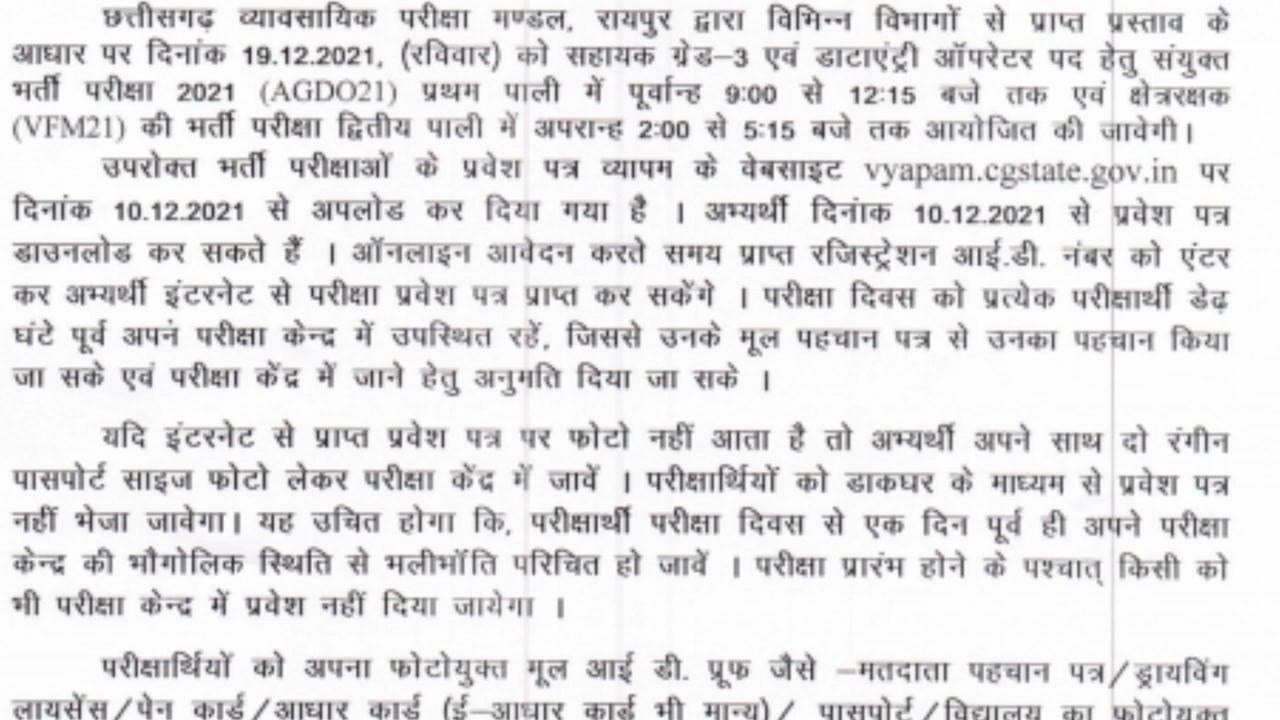 छत्तीसगढ़ व्यावसायिक परीक्षा मण्डल, रायपुर द्वारा विभिन्न विभागों से प्राप्त प्रस्ताव के
आधार पर दिनांक 19.12.2021, (रविवार) को सहायक ग्रेड–3 एवं डाटाएंट्री ऑपरेटर पद हेतु संयुक्त
भर्ती परीक्षा 2021 (AGDO21) प्रथम पाली में पूर्वान्ह 9:00 से 12:15 बजे तक एवं क्षेत्ररक्षक
(VFM21) की भर्ती परीक्षा द्वितीय पाली में अपरान्ह 2:00 से 5:15 बजे तक आयोजित की जावेगी।
उपरोक्त भर्ती परीक्षाओं के प्रवेश पत्र व्यापम के वेबसाइट vyapam.cgstate.gov.in पर
दिनांक 10.12.2021 से अपलोड कर दिया गया है । अभ्यर्थी दिनांक 10.12.2021 से प्रवेश पत्र
डाउनलोड कर सकते हैं । ऑनलाइन आवेदन करते समय प्राप्त रजिस्ट्रेशन आई.डी. नंबर को एंटर
कर अभ्यर्थी इंटरनेट से परीक्षा प्रवेश पत्र प्राप्त कर सकेंगे । परीक्षा दिवस को प्रत्येक परीक्षार्थी डेढ़
घंटे पूर्व अपने परीक्षा केन्द्र में उपस्थित रहें, जिससे उनके मूल पहचान पत्र से उनका पहचान किया
जा सके एवं परीक्षा केंद्र में जाने हेतु अनुमति दिया जा सके ।
यदि इंटरनेट से प्राप्त प्रवेश पत्र पर फोटो नहीं आता है तो अभ्यर्थी अपने साथ दो रंगीन
पासपोर्ट साइज फोटो लेकर परीक्षा केंद्र में जावें । परीक्षार्थियों को डाकघर के माध्यम से प्रवेश पत्र
नहीं भेजा जावेगा। यह उचित होगा कि, परीक्षार्थी परीक्षा दिवस से एक दिन पूर्व ही अपने परीक्षा
केन्द्र की भौगोलिक स्थिति से भलीभॉति परिचित हो जावें । परीक्षा प्रारंभ होने के पश्चात् किसी को
भी परीक्षा केन्द्र में प्रवेश नहीं दिया जायेगा ।
परीक्षार्थियों को अपना फोटोयुक्त मूल आई डी. प्रूफ जैसे –मतदाता पहचान पत्र/ड्रायविंग
लायसेंस/पेन कार्ड/आधार कार्ड (ई–आधार कार्ड भी मान्य)/ पासपोर्ट/विद्यालय का फोटोयुक्त